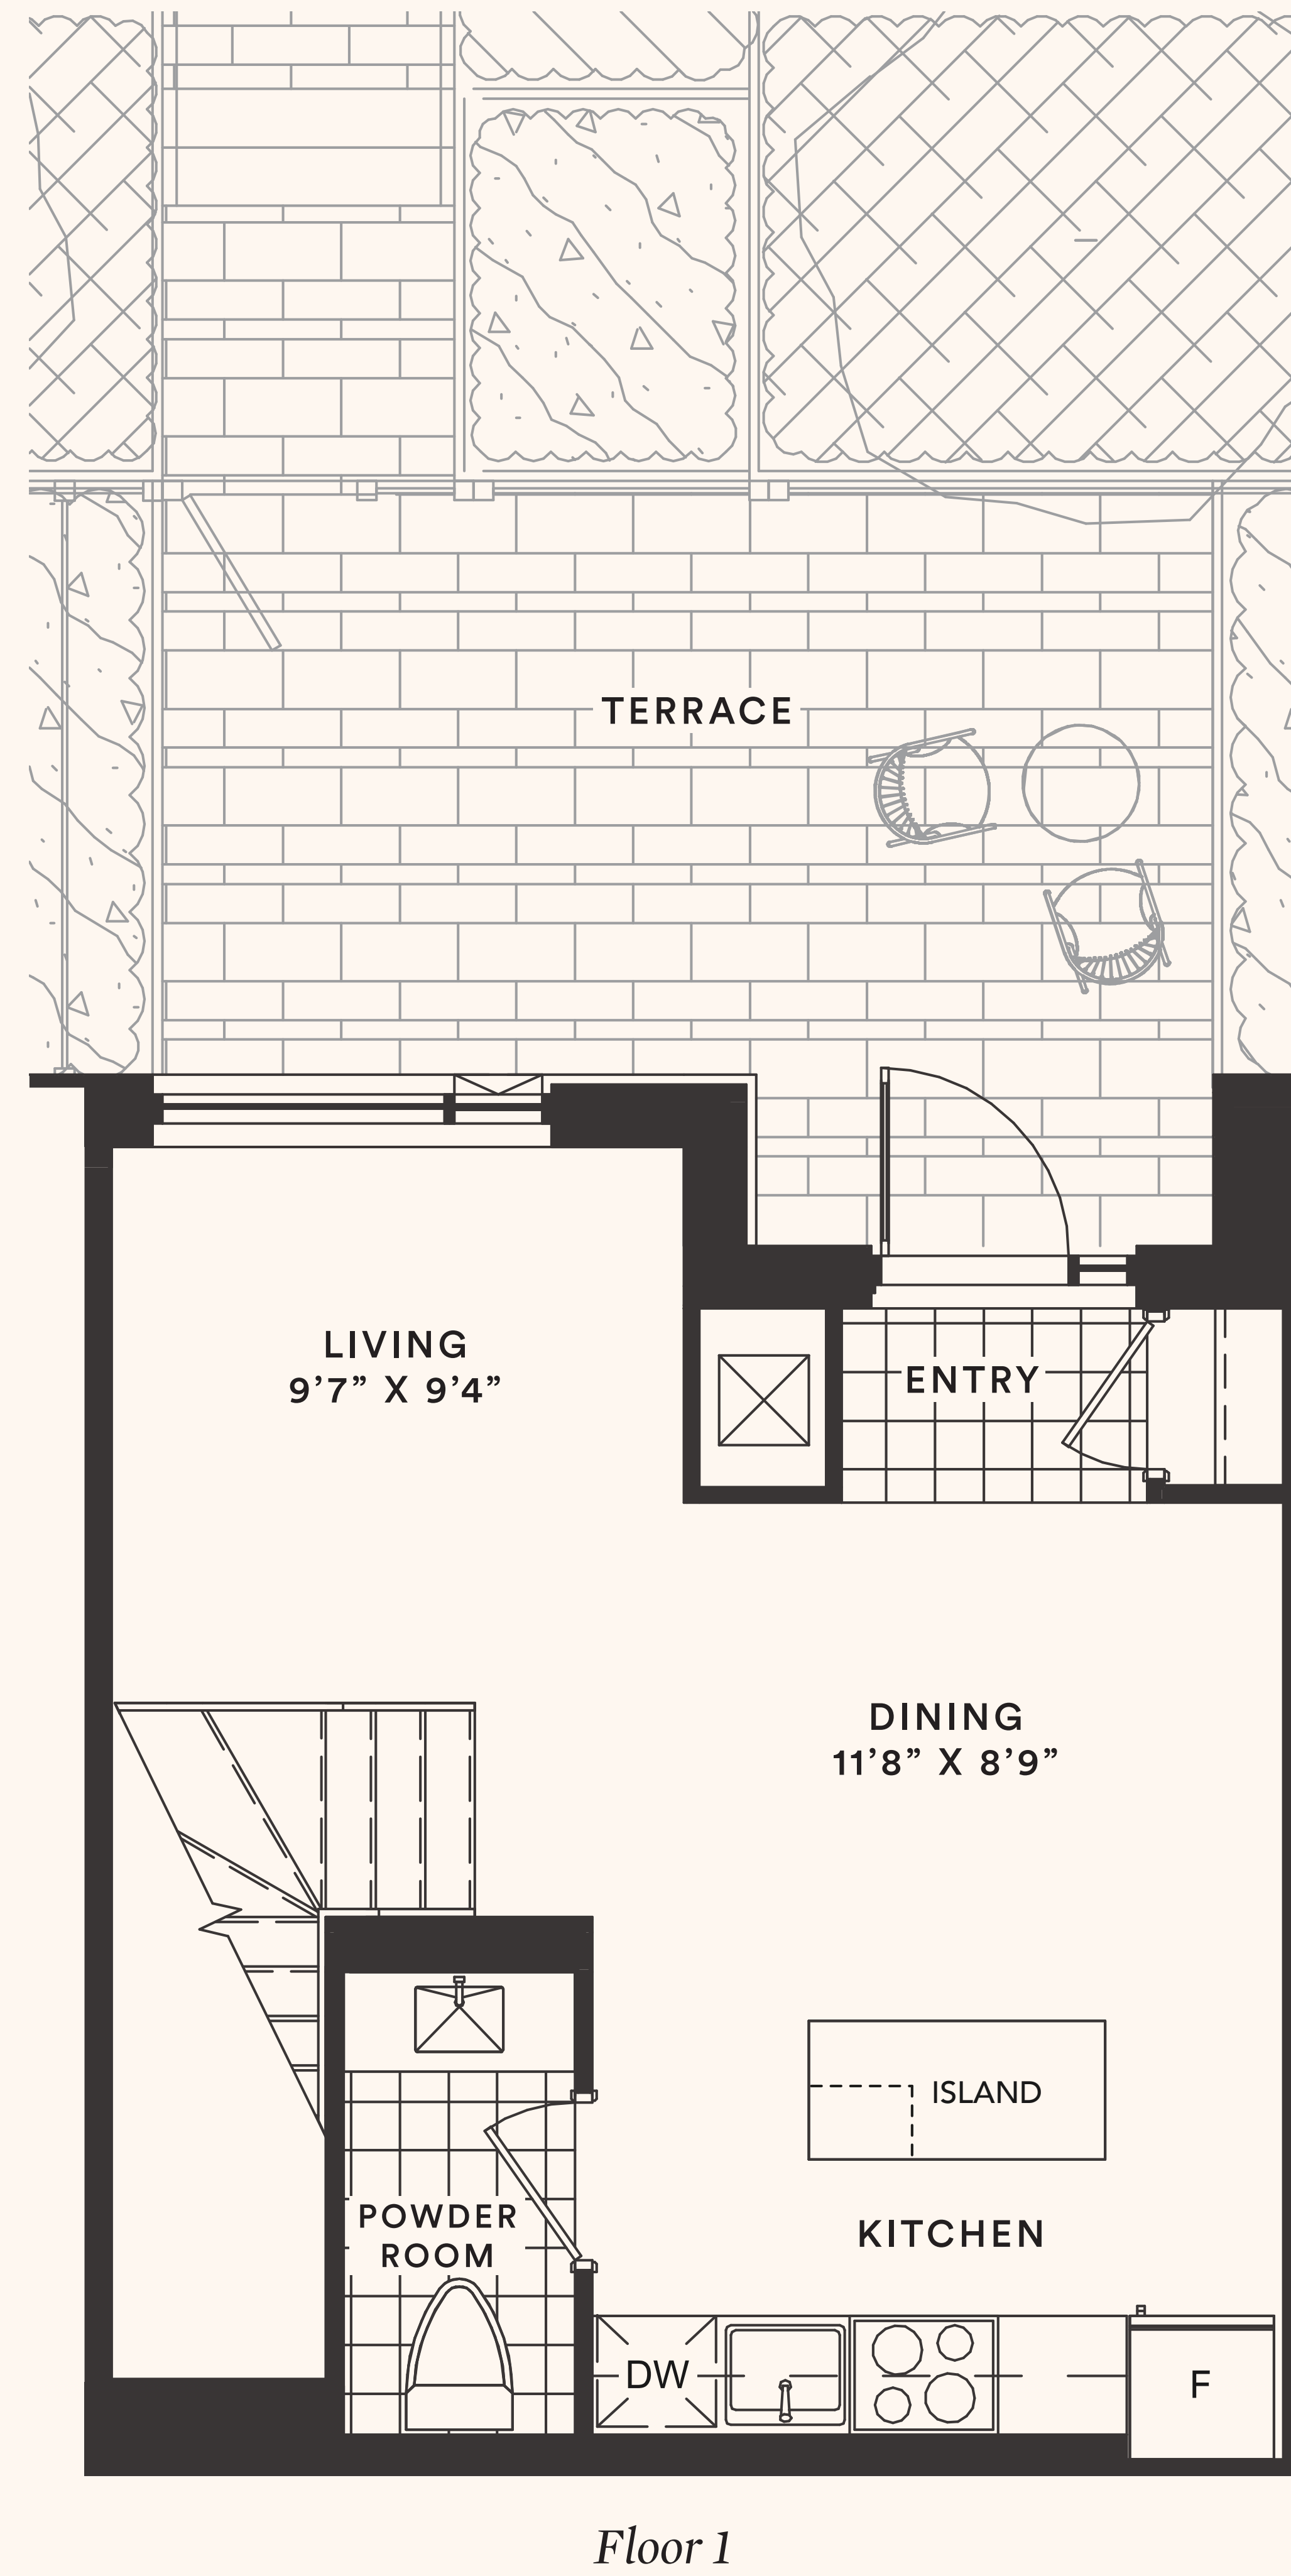 TERRACE
LIVING
9’7” X 9’4”
ENTRY
DINING
11’8” X 8’9”
ISLAND
POWDER
ROOM
KITCHEN
DW
F
Floor 1